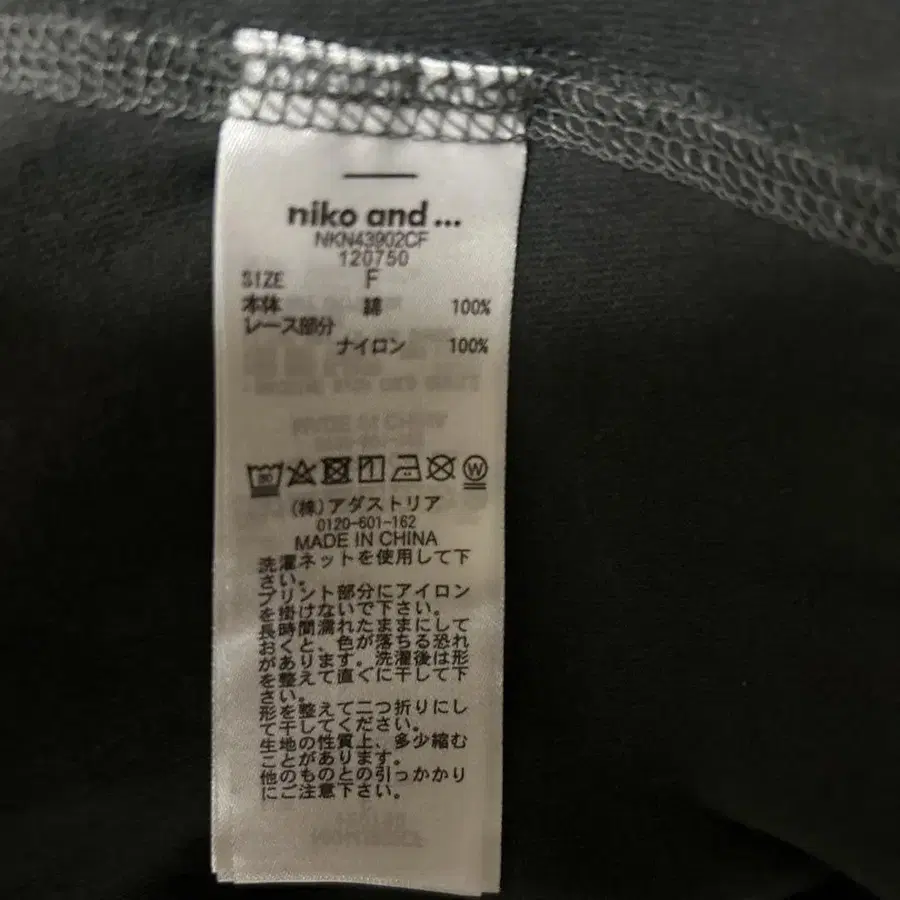 niko and ...
NKN43902CF
120750
SIZE F
本体 綿 100%
レース部分
ナイロン 100%
(株)アダストリア
0120-601-162
MADE IN CHINA
洗濯ネットを使用して下
さい。
プリント部分にアイロン
を掛けないで下さい。
長時間濡れたままにして
おくと、色が落ちる恐れ
があります。洗濯後は形
を整えて直ぐに干して下
さい。
形を整えて二つ折りにし
て干してください。
生地の性質上、多少縮む
ことがあります。
他のものとの引っかかり
にご注意下さい。